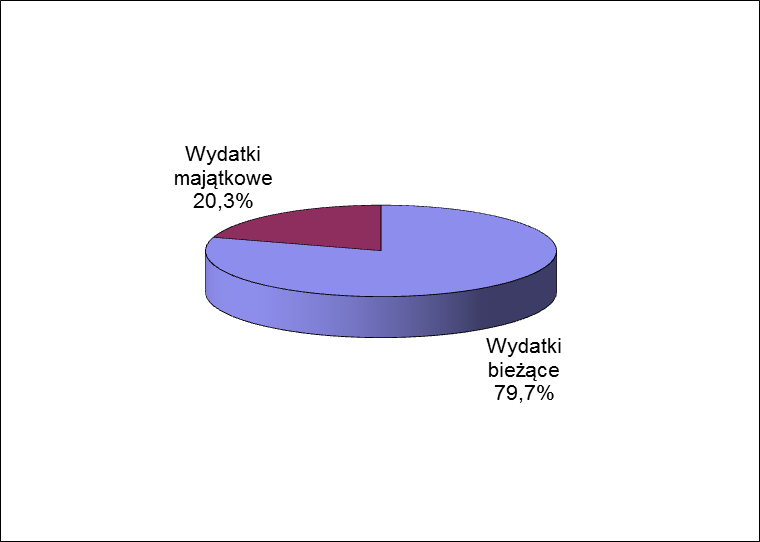 Wydatki
majątkowe
20,3%
Wydatki
bieżące
79,7%